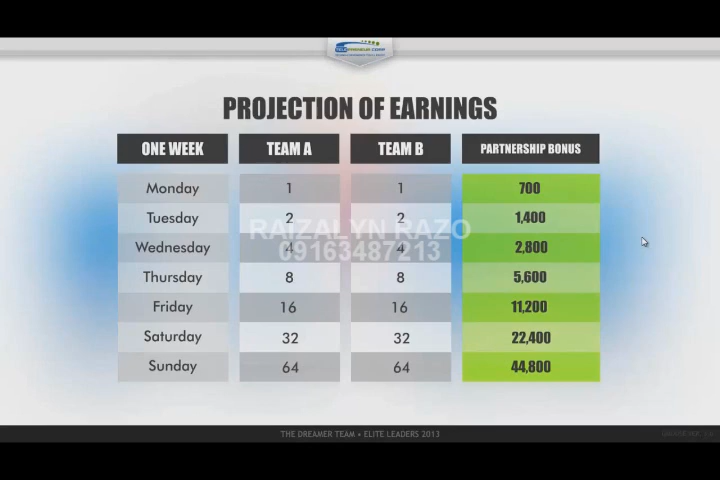 PROJECTION OF EARNINGS
ONE WEEK TEAM A TEAM B PARTNERSHIP BONUS
Monday 1 1 700
Tuesday 2 2 1,400
RAIZALYN RAZO
Wednesday 4 4 2,800
09163487213
Thursday 8 8 5,600
Friday 16 16 11,200
Saturday 32 32 22,400
Sunday 64 64 44,800
THE DREAMER TEAM • ELITE LEADERS 2013